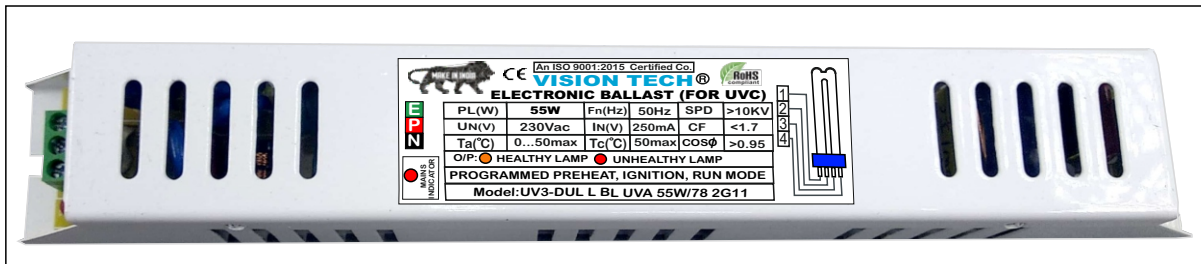 MAKE IN INDIA
CE An ISO 9001:2015 Certified Co.
VISION TECH®
RoHS
compliant
ELECTRONIC BALLAST (FOR UVC)
E
P
N
PL(W) 55W Fn(Hz) 50Hz SPD >10KV
UN(V) 230Vac IN(V) 250mA CF <1.7
Ta(°C) 0...50max Tc(°C) 50max COSϕ >0.95
1
2
3
4
MAINS
INDICATOR
O/P: HEALTHY LAMP UNHEALTHY LAMP
PROGRAMMED PREHEAT, IGNITION, RUN MODE
Model:UV3-DUL L BL UVA 55W/78 2G11